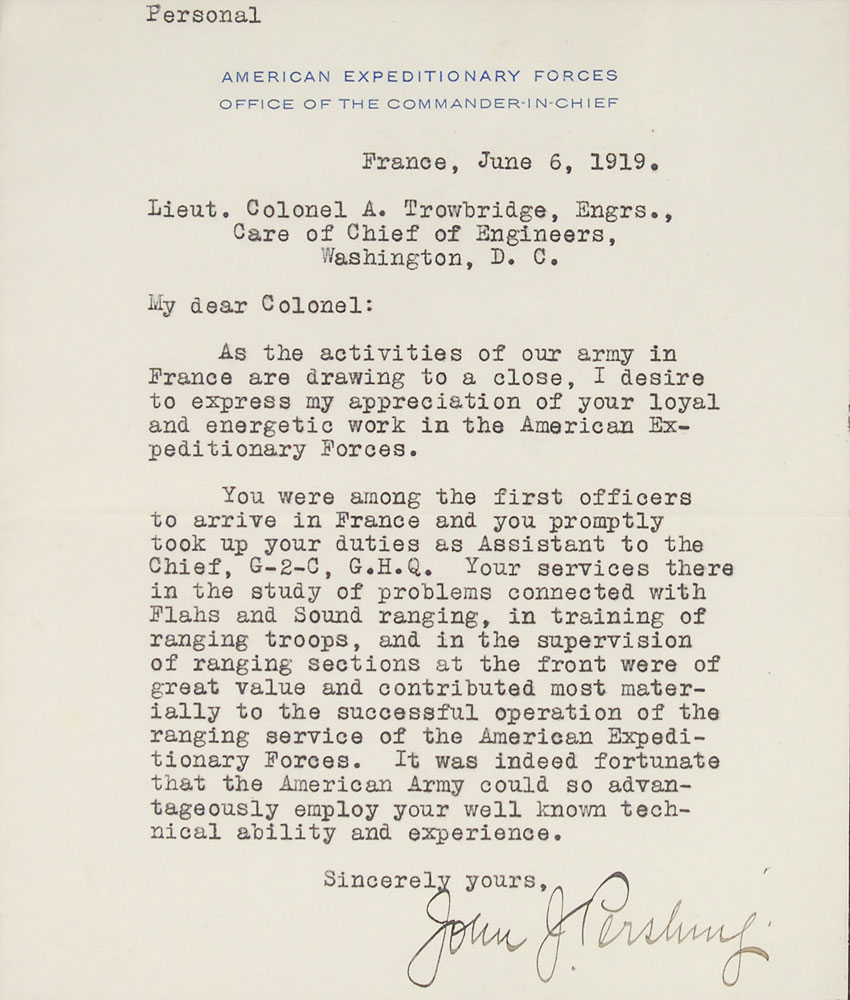 Personal
AMERICAN EXPEDITIONARY FORCES
OFFICE OF THE COMMANDER-IN-CHIEF
France, June 6, 1919.
Lieut. Colonel A. Trowbridge, Engrs.,
Care of Chief of Engineers,
Washington, D. C.
My dear Colonel:
As the activities of our army in
France are drawing to a close, I desire
to express my appreciation of your loyal
and energetic work in the American Ex-
peditionary Forces.
You were among the first officers
to arrive in France and you promptly
took up your duties as Assistant to the
Chief, G-2-C, G.H.Q. Your services there
in the study of problems connected with
Flahs and Sound ranging, in training of
ranging troops, and in the supervision
of ranging sections at the front were of
great value and contributed most mater-
ially to the successful operation of the
ranging service of the American Expedi-
tionary Forces. It was indeed fortunate
that the American Army could so advan-
tageously employ your well known tech-
nical ability and experience.
Sincerely yours,
John J. Pershing.